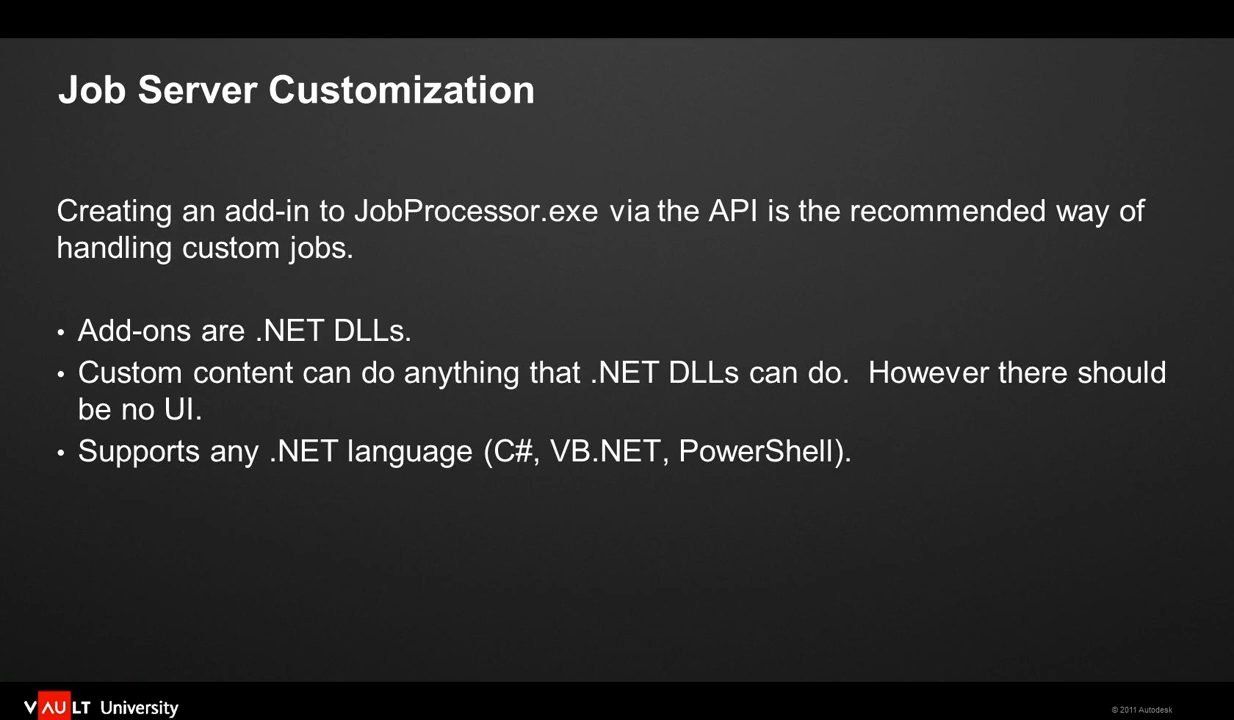 Job Server Customization
Creating an add-in to JobProcessor.exe via the API is the recommended way of
handling custom jobs.
• Add-ons are .NET DLLs.
• Custom content can do anything that .NET DLLs can do.  However there should
be no UI.
• Supports any .NET language (C#, VB.NET, PowerShell).
VAULT University
© 2011 Autodesk